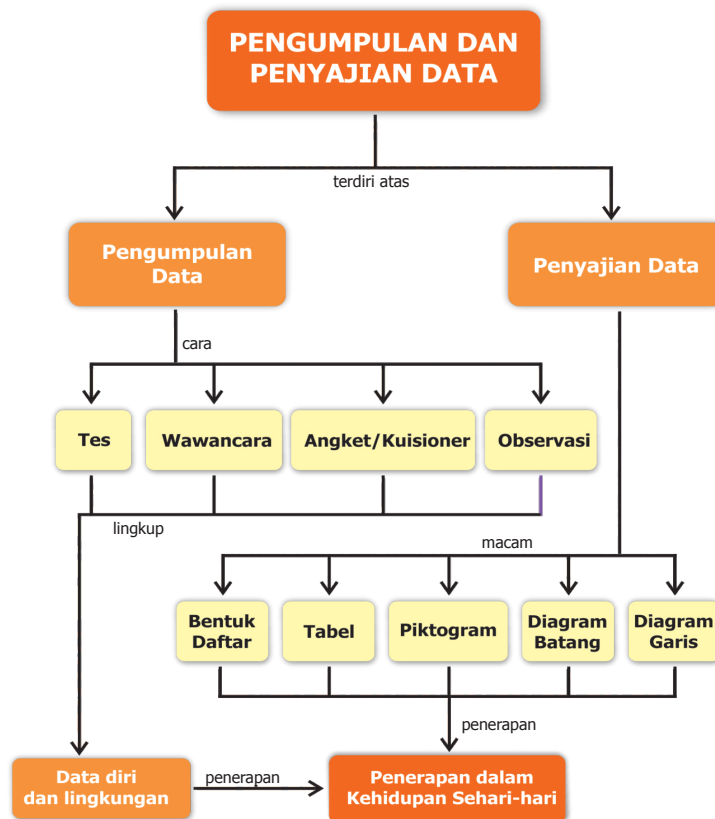 PENGUMPULAN DAN
PENYAJIAN DATA
terdiri atas
Pengumpulan
Data
Penyajian Data
cara
Tes
Wawancara
Angket/Kuisioner
Observasi
lingkup
macam
Bentuk
Daftar
Tabel
Piktogram
Diagram
Batang
Diagram
Garis
penerapan
Data diri
dan lingkungan
penerapan
Penerapan dalam
Kehidupan Sehari-hari